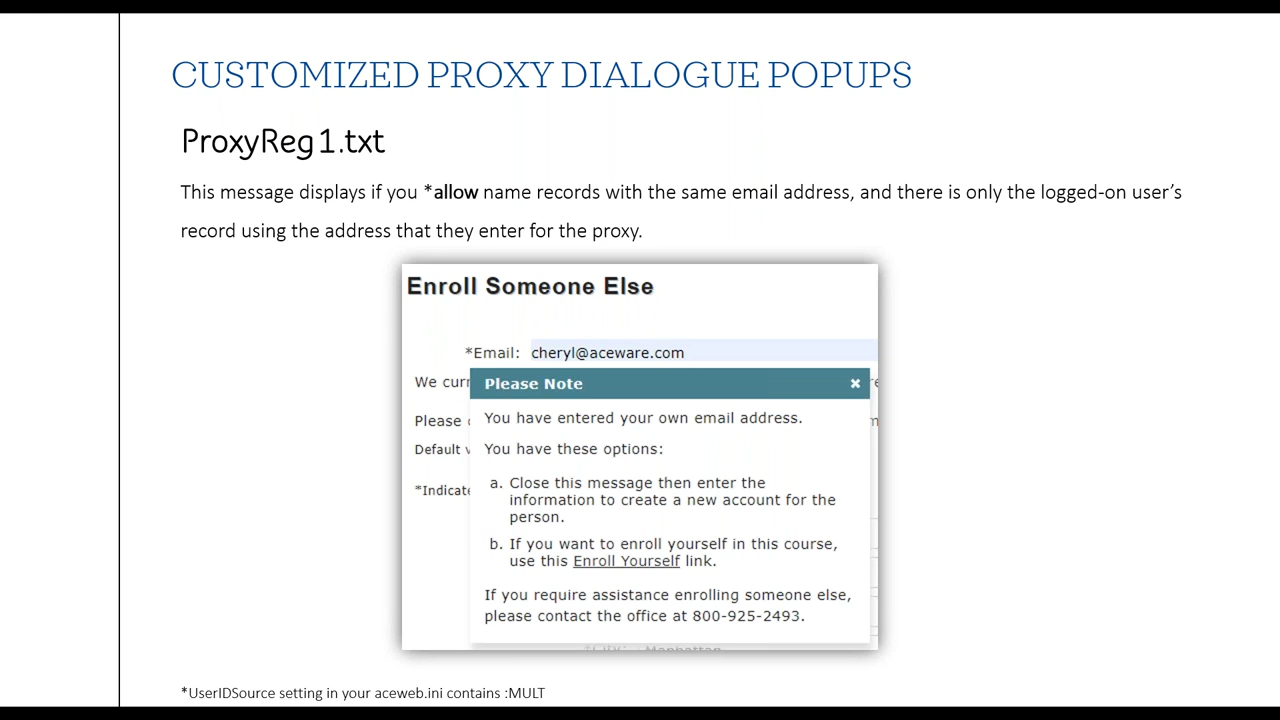 CUSTOMIZED PROXY DIALOGUE POPUPS
ProxyReg1.txt
This message displays if you *allow name records with the same email address, and there is only the logged-on user’s
record using the address that they enter for the proxy.
Enroll Someone Else
*Email: cheryl@aceware.com
We curr
Please Note
Please
You have entered your own email address.
Default
You have these options:
*Indicate
a. Close this message then enter the
information to create a new account for the
person.
b. If you want to enroll yourself in this course,
use this Enroll Yourself link.
If you require assistance enrolling someone else,
please contact the office at 800-925-2493.
*UserIDSource setting in your aceweb.ini contains :MULT